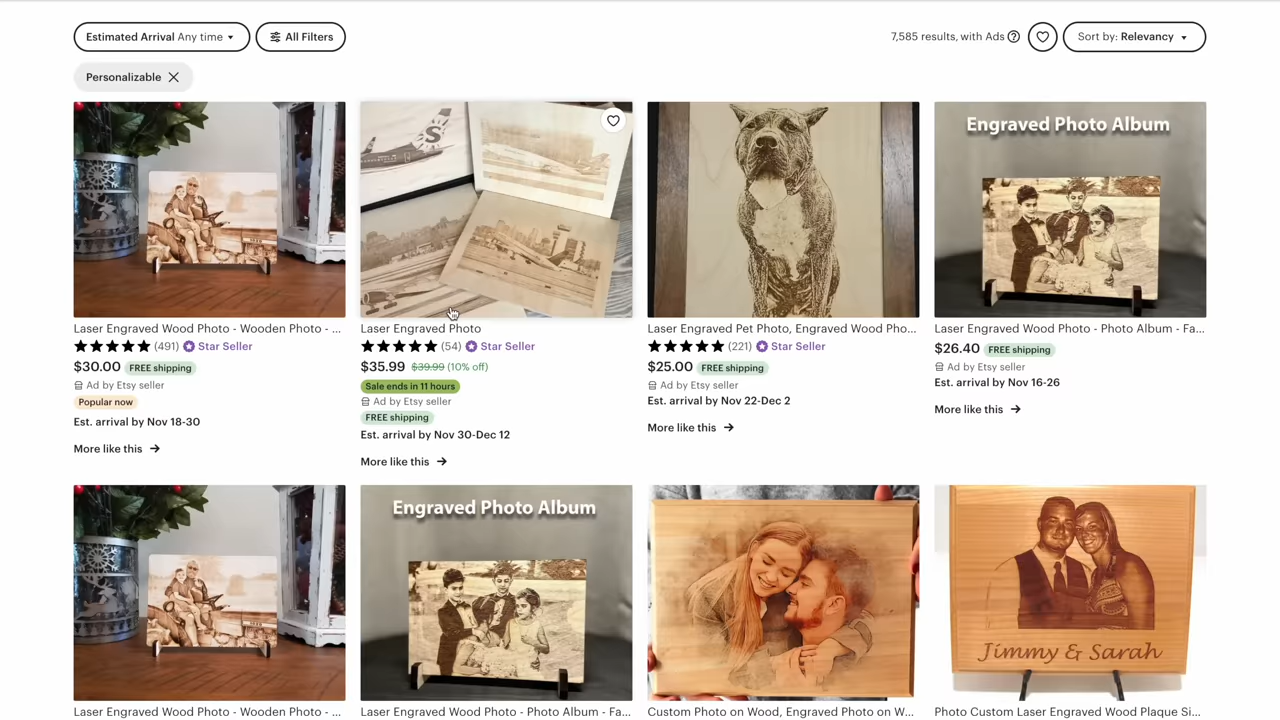 Estimated Arrival Any time
All Filters
7,585 results, with Ads
Sort by: Relevancy
Personalizable
Engraved Photo Album
Laser Engraved Wood Photo - Wooden Photo - ...
(491) Star Seller
$30.00 FREE shipping
Ad by Etsy seller
Popular now
Est. arrival by Nov 18-30
More like this
Laser Engraved Photo
(54) Star Seller
$35.99 $39.99 (10% off)
Sale ends in 11 hours
Ad by Etsy seller
FREE shipping
Est. arrival by Nov 30-Dec 12
More like this
Laser Engraved Pet Photo, Engraved Wood Pho...
(221) Star Seller
$25.00 FREE shipping
Ad by Etsy seller
Est. arrival by Nov 22-Dec 2
More like this
Laser Engraved Wood Photo - Photo Album - Fa...
$26.40 FREE shipping
Ad by Etsy seller
Est. arrival by Nov 16-26
More like this
Engraved Photo Album
Jimmy & Sarah
Laser Engraved Wood Photo - Wooden Photo - ...
Laser Engraved Wood Photo - Photo Album - Fa...
Custom Photo on Wood, Engraved Photo on W...
Photo Custom Laser Engraved Wood Plaque Si...